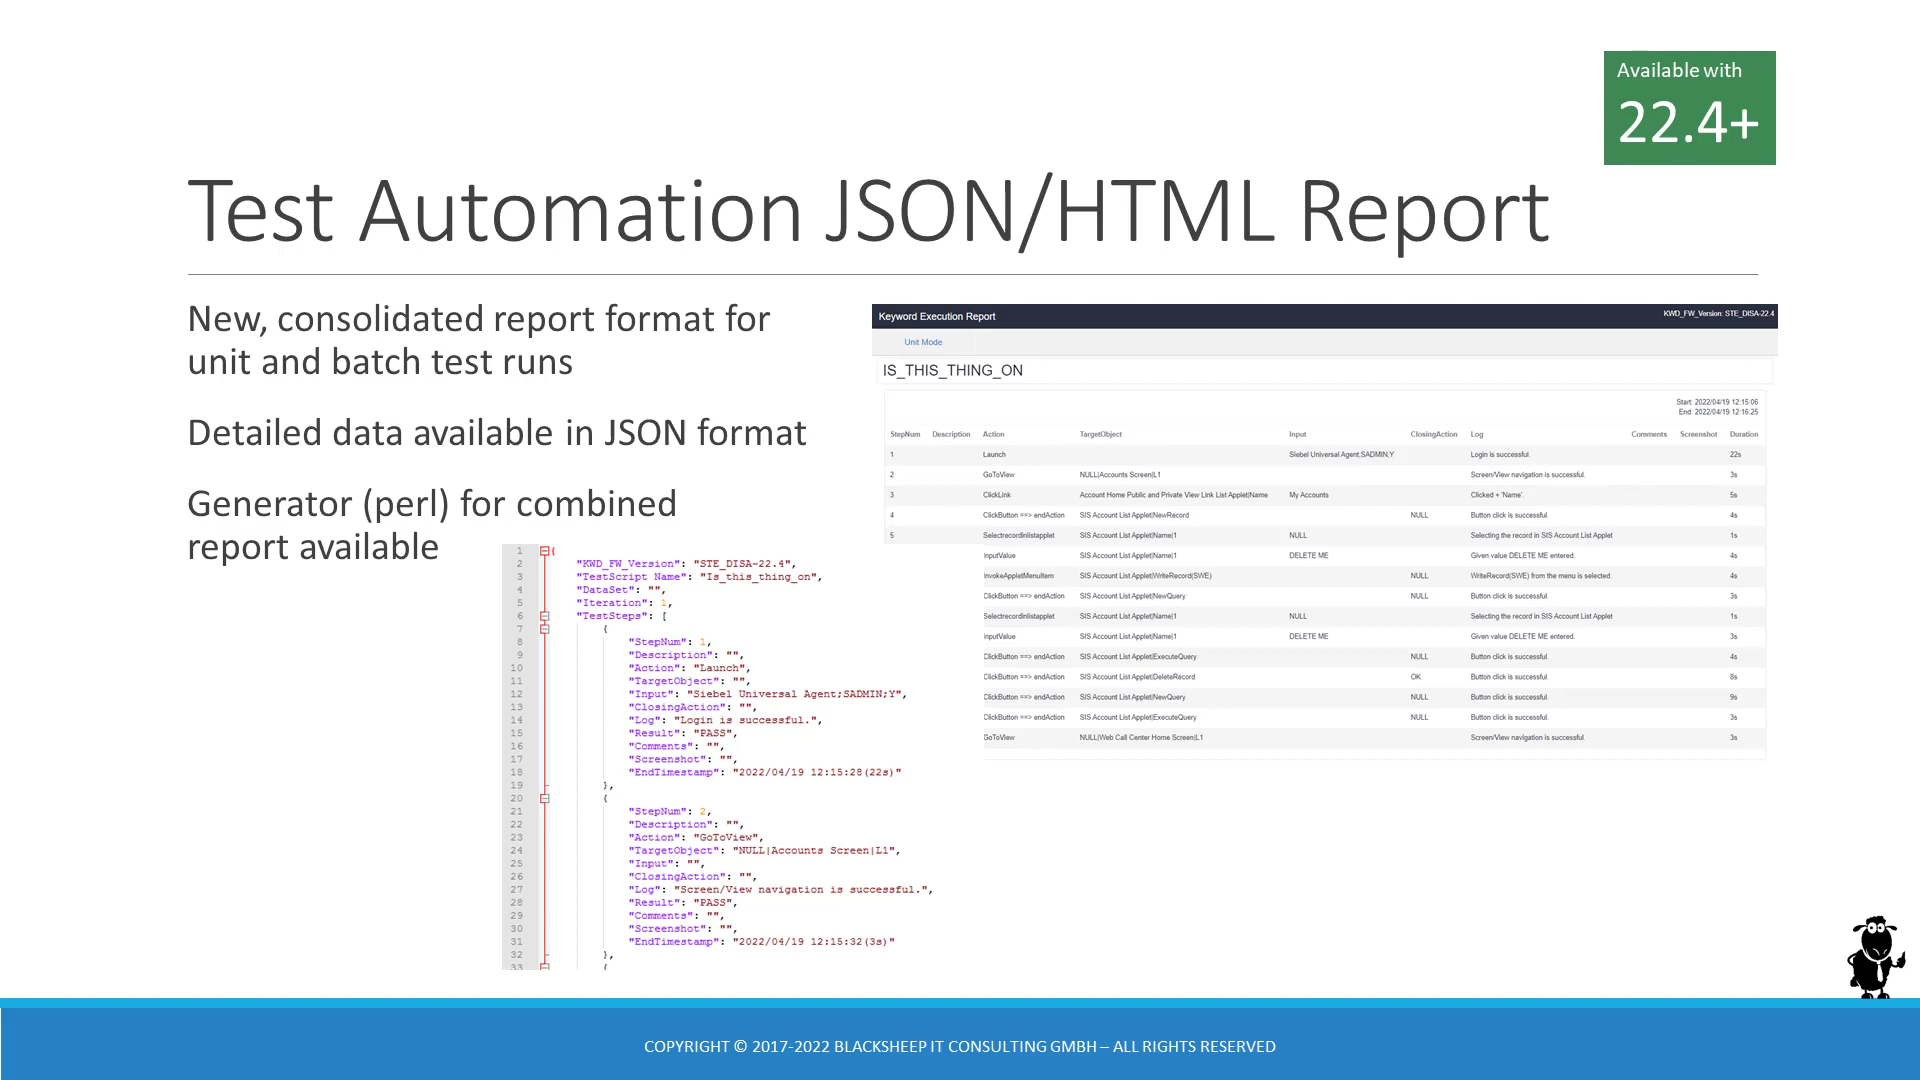 Available with
22.4+
Test Automation JSON/HTML Report
New, consolidated report format for
unit and batch test runs
Detailed data available in JSON format
Generator (perl) for combined
report available
Keyword Execution Report KWD_FW_Version: STE_DISA-22.4
Unit Mode
IS_THIS_THING_ON
Start: 2022/04/19 12:15:06
End: 2022/04/19 12:16:25
StepNum Description Action TargetObject Input ClosingAction Log Comments Screenshot Duration
1 Launch Siebel Universal Agent;SADMIN;Y Login is successful. 22s
2 GoToView NULL|Accounts Screen|L1 Screen/View navigation is successful. 3s
3 ClickLink Account Home Public and Private View Link List Applet|Name My Accounts Clicked + 'Name' 5s
4 ClickButton ==> endAction SIS Account List Applet|NewRecord NULL Button click is successful. 4s
5 Selectrecordinlistapplet SIS Account List Applet|Name|1 NULL Selecting the record in SIS Account List Applet 1s
InputValue SIS Account List Applet|Name|1 DELETE ME Given value DELETE ME entered. 4s
InvokeAppletMenuItem SIS Account List Applet|WriteRecord(SWE) NULL WriteRecord(SWE) from the menu is selected. 4s
ClickButton ==> endAction SIS Account List Applet|NewQuery NULL Button click is successful. 3s
Selectrecordinlistapplet SIS Account List Applet|Name|1 NULL Selecting the record in SIS Account List Applet 1s
InputValue SIS Account List Applet|Name|1 DELETE ME Given value DELETE ME entered. 3s
ClickButton ==> endAction SIS Account List Applet|ExecuteQuery NULL Button click is successful. 4s
ClickButton ==> endAction SIS Account List Applet|DeleteRecord OK Button click is successful. 8s
ClickButton ==> endAction SIS Account List Applet|NewQuery NULL Button click is successful. 9s
ClickButton ==> endAction SIS Account List Applet|ExecuteQuery NULL Button click is successful. 3s
GoToView NULL|Web Call Center Home Screen|L1 Screen/View navigation is successful. 3s
1 {
2 "KWD_FW_Version": "STE_DISA-22.4",
3 "TestScript Name": "Is_this_thing_on",
4 "DataSet": "",
5 "Iteration": 1,
6 "TestSteps": [
7 {
8 "StepNum": 1,
9 "Description": "",
10 "Action": "Launch",
11 "TargetObject": "",
12 "Input": "Siebel Universal Agent;SADMIN;Y",
13 "ClosingAction": "",
14 "Log": "Login is successful.",
15 "Result": "PASS",
16 "Comments": "",
17 "Screenshot": "",
18 "EndTimestamp": "2022/04/19 12:15:28(22s)"
19 },
20 {
21 "StepNum": 2,
22 "Description": "",
23 "Action": "GoToView",
24 "TargetObject": "NULL|Accounts Screen|L1",
25 "Input": "",
26 "ClosingAction": "",
27 "Log": "Screen/View navigation is successful.",
28 "Result": "PASS",
29 "Comments": "",
30 "Screenshot": "",
31 "EndTimestamp": "2022/04/19 12:15:32(3s)"
32 },
33 {
COPYRIGHT © 2017-2022 BLACKSHEEP IT CONSULTING GMBH – ALL RIGHTS RESERVED